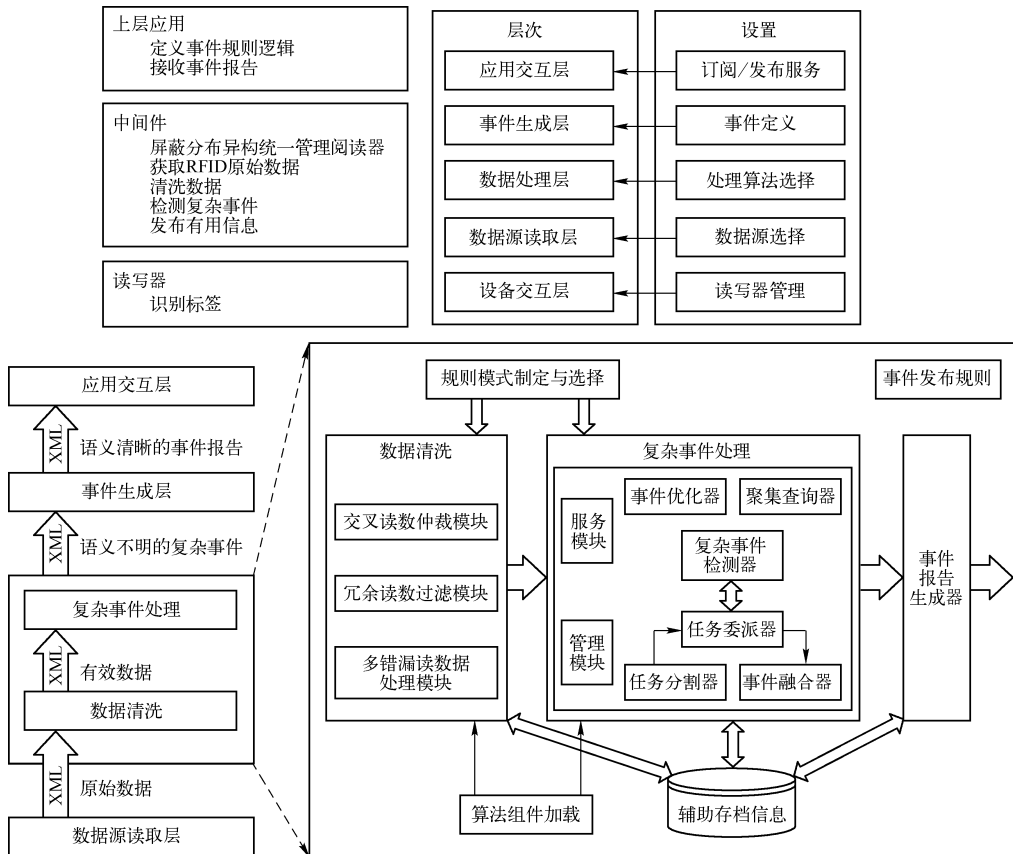 上层应用
定义事件规则逻辑
接收事件报告
中间件
屏蔽分布异构统一管理阅读器
获取RFID原始数据
清洗数据
检测复杂事件
发布有用信息
读写器
识别标签
层次
应用交互层
事件生成层
数据处理层
数据源读取层
设备交互层
设置
订阅/发布服务
事件定义
处理算法选择
数据源选择
读写器管理
应用交互层
XML
语义清晰的事件报告
事件生成层
XML
语义不明的复杂事件
复杂事件处理
XML
有效数据
数据清洗
XML
原始数据
数据源读取层
规则模式制定与选择
事件发布规则
数据清洗
交叉读数仲裁模块
冗余读数过滤模块
多错漏读数据
处理模块
复杂事件处理
服务
模块
管理
模块
事件优化器
聚集查询器
复杂事件
检测器
任务委派器
任务分割器
事件融合器
事件
报告
生成器
算法组件加载
辅助存档信息